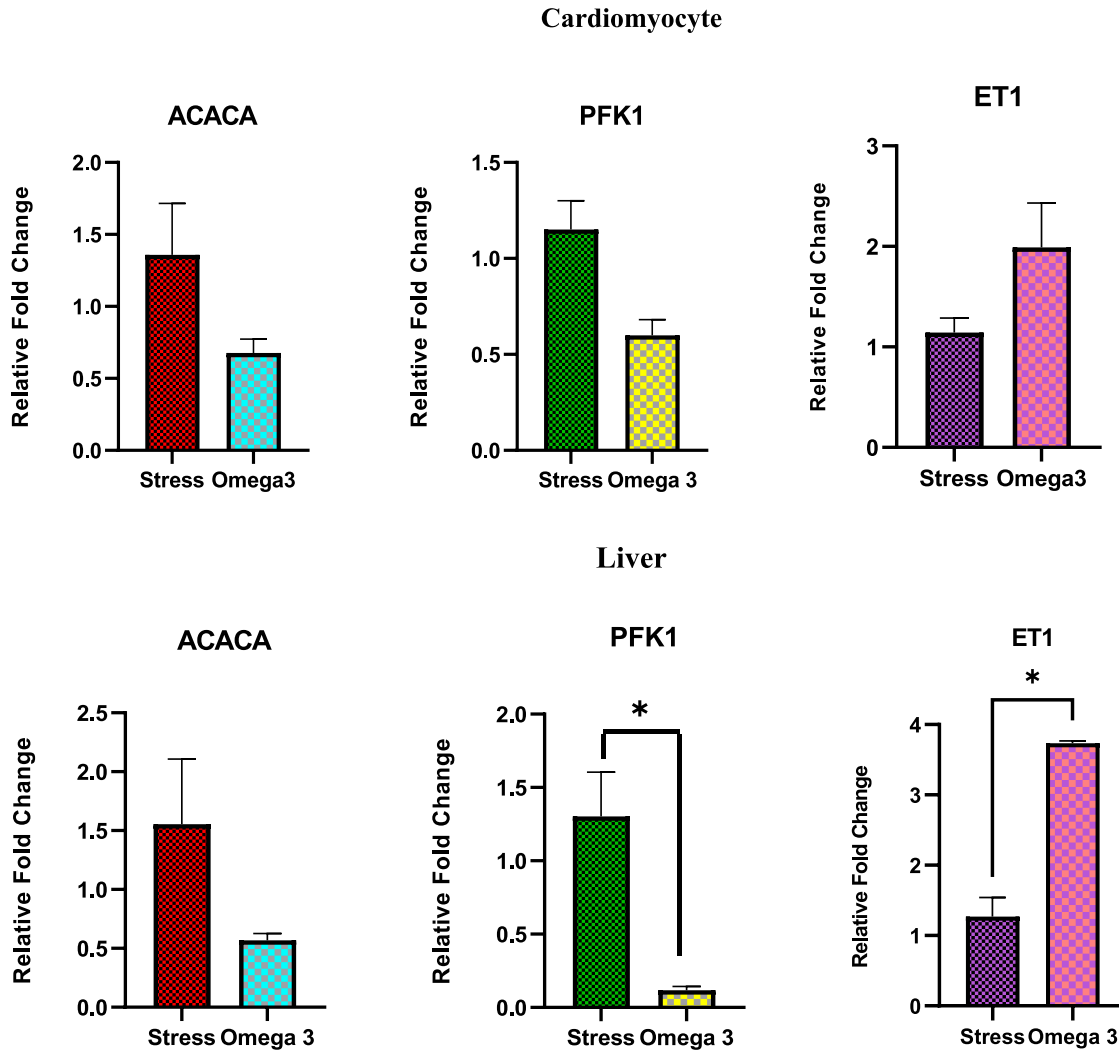 Cardiomyocyte
ACACA
PFK1
ET1
Relative Fold Change
2.0
1.5
1.0
0.5
0.0
Stress Omega3
Relative Fold Change
1.5
1.0
0.5
0.0
Stress Omega 3
Relative Fold Change
3
2
1
0
Stress Omega3
Liver
ACACA
PFK1
ET1
Relative Fold Change
2.5
2.0
1.5
1.0
0.5
0.0
Stress Omega 3
Relative Fold Change
2.0
1.5
1.0
0.5
0.0
*
Stress Omega 3
Relative Fold Change
4
3
2
1
0
*
Stress Omega 3